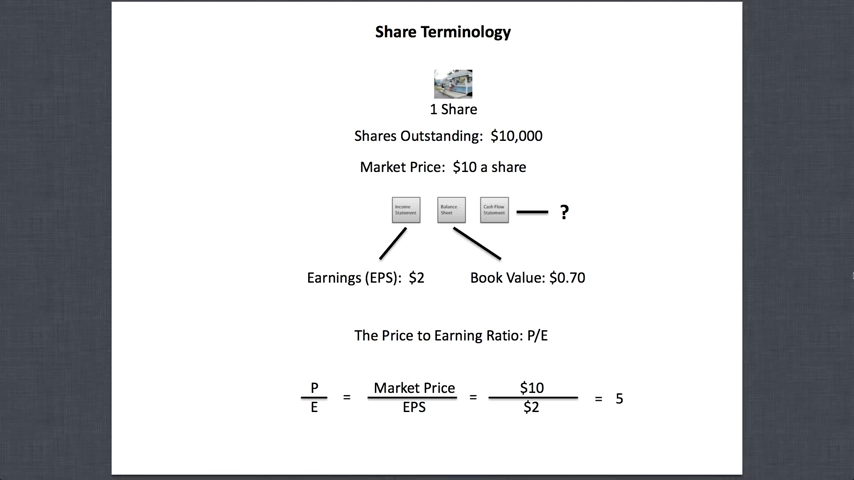 Share Terminology
1 Share
Shares Outstanding: $10,000
Market Price: $10 a share
Income
Statement
Balance
Sheet
Cash Flow
Statement
?
Earnings (EPS): $2
Book Value: $0.70
The Price to Earning Ratio: P/E
P
E
=
Market Price
EPS
=
$10
$2
= 5